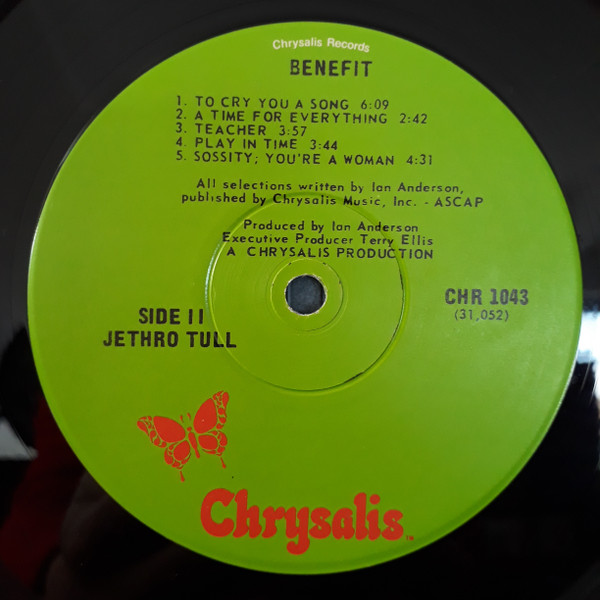 Chrysalis Records
BENEFIT
1. TO CRY YOU A SONG 6:09
2. A TIME FOR EVERYTHING 2:42
3. TEACHER 3:57
4. PLAY IN TIME 3:44
5. SOSSITY; YOU'RE A WOMAN 4:31
All selections written by Ian Anderson,
published by Chrysalis Music, Inc. - ASCAP
Produced by Ian Anderson
Executive Producer Terry Ellis
A CHRYSALIS PRODUCTION
SIDE II
JETHRO TULL
CHR 1043
(31,052)
Chrysalis TM